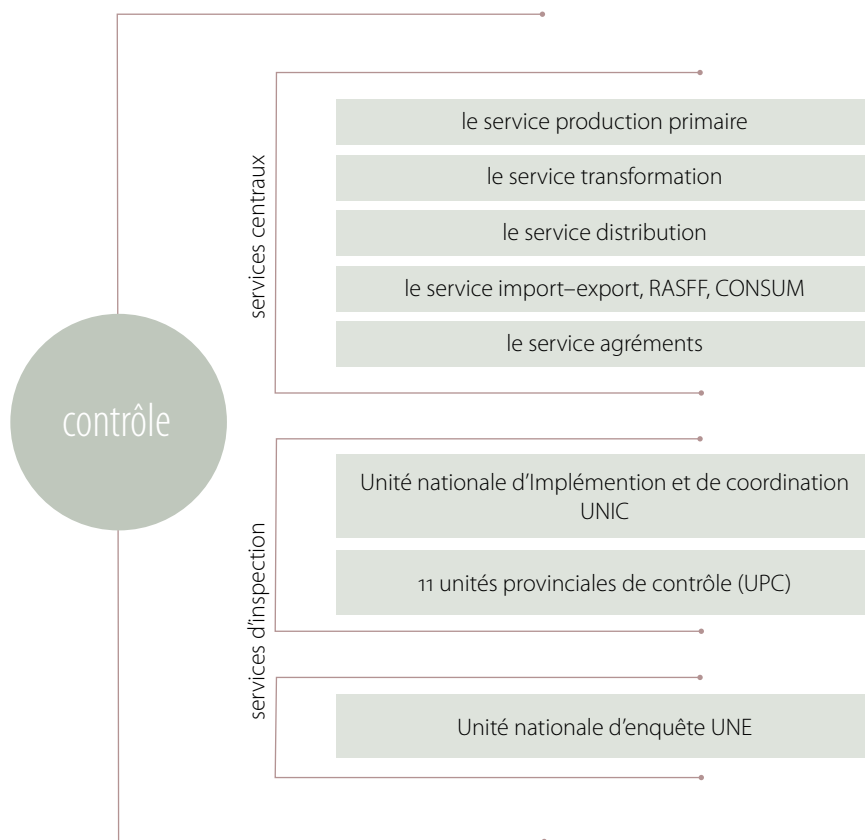 contrôle
services centraux
le service production primaire
le service transformation
le service distribution
le service import–export, RASFF, CONSUM
le service agréments
services d'inspection
Unité nationale d'Implémention et de coordination
UNIC
11 unités provinciales de contrôle (UPC)
Unité nationale d'enquête UNE